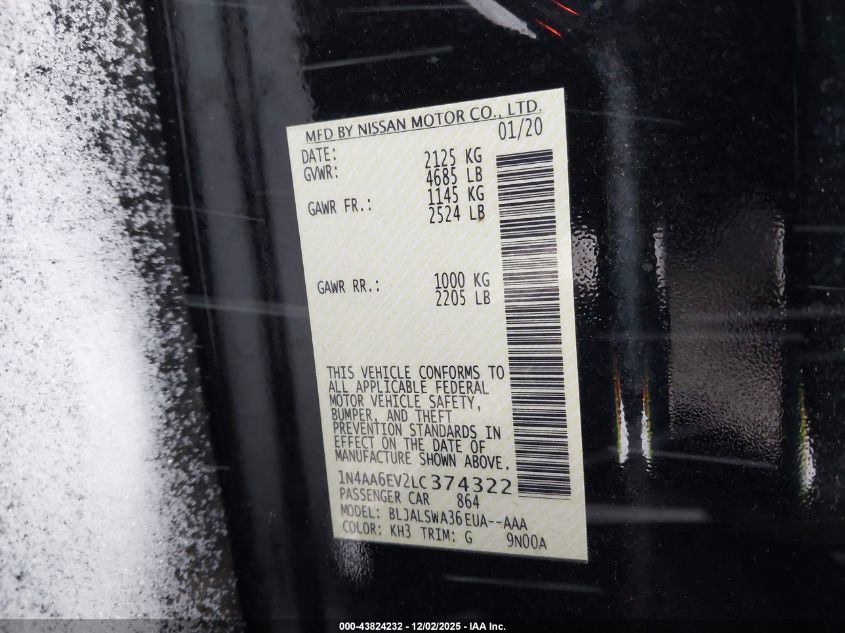 MFD BY NISSAN MOTOR CO., LTD.
DATE: 01/20
GVWR: 2125 KG
4685 LB
GAWR FR.: 1145 KG
2524 LB
GAWR RR.: 1000 KG
2205 LB
THIS VEHICLE CONFORMS TO
ALL APPLICABLE FEDERAL
MOTOR VEHICLE SAFETY,
BUMPER, AND THEFT
PREVENTION STANDARDS IN
EFFECT ON THE DATE OF
MANUFACTURE SHOWN ABOVE.
1N4AA6EV2LC374322
PASSENGER CAR 864
MODEL: BLJALSWA36EUA--AAA
COLOR: KH3 TRIM: G 9N00A
000-43824232 - 12/02/2025 - IAA Inc.